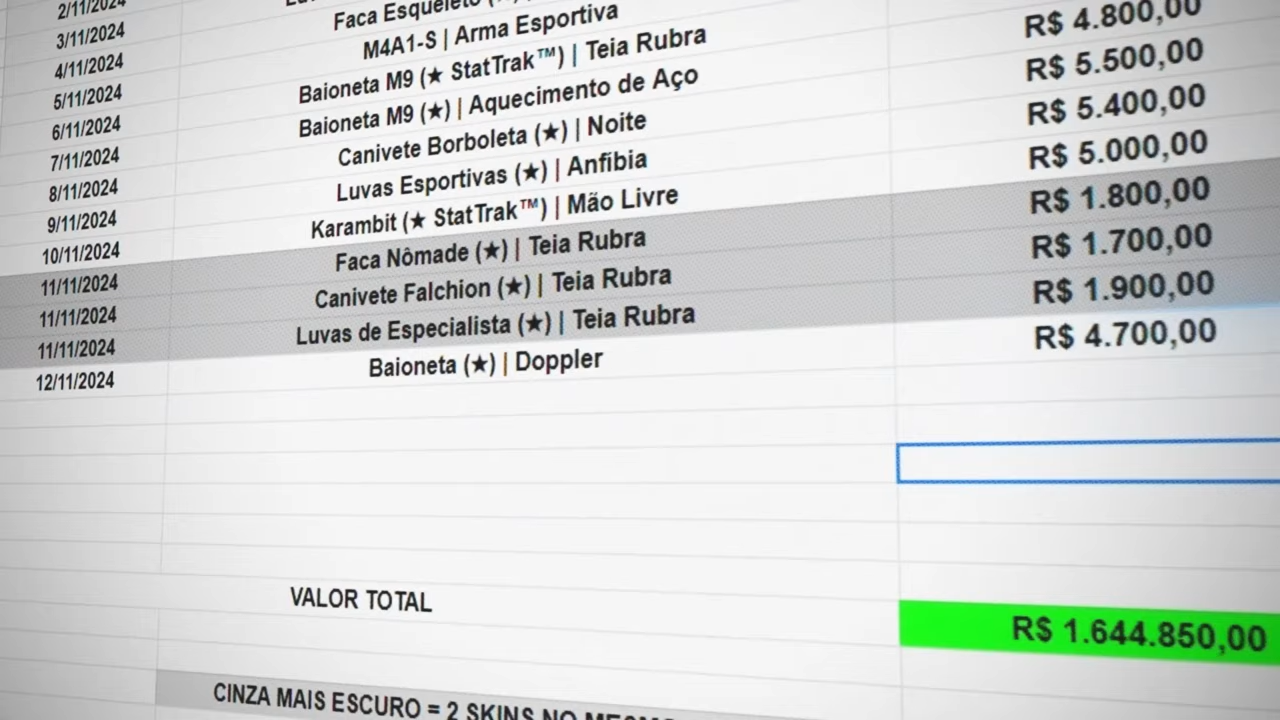 2/11/2024
3/11/2024
4/11/2024 Faca Esqueleto
5/11/2024 M4A1-S | Arma Esportiva
6/11/2024 Baioneta M9 (★ StatTrak™) | Teia Rubra
7/11/2024 Baioneta M9 (★) | Aquecimento de Aço R$ 4.800,00
8/11/2024 Canivete Borboleta (★) | Noite R$ 5.500,00
9/11/2024 Luvas Esportivas (★) | Anfíbia R$ 5.400,00
10/11/2024 Karambit (★ StatTrak™) | Mão Livre R$ 5.000,00
11/11/2024 Faca Nômade (★) | Teia Rubra R$ 1.800,00
11/11/2024 Canivete Falchion (★) | Teia Rubra R$ 1.700,00
11/11/2024 Luvas de Especialista (★) | Teia Rubra R$ 1.900,00
12/11/2024 Baioneta (★) | Doppler R$ 4.700,00
VALOR TOTAL R$ 1.644.850,00
CINZA MAIS ESCURO = 2 SKINS NO